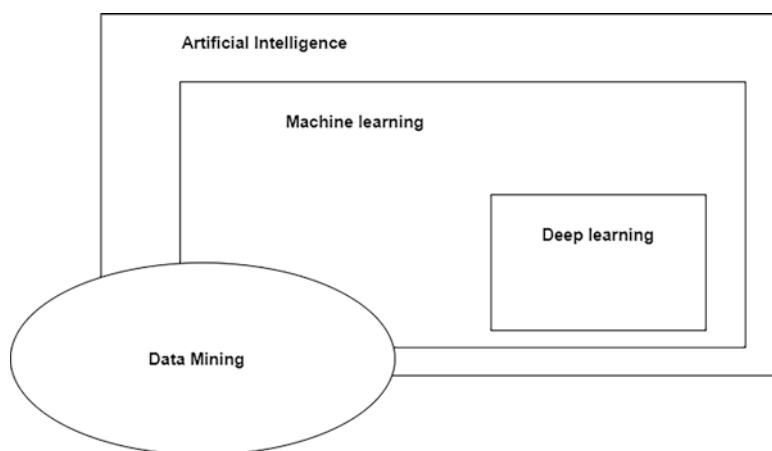 Artificial Intelligence
Machine learning
Deep learning
Data Mining